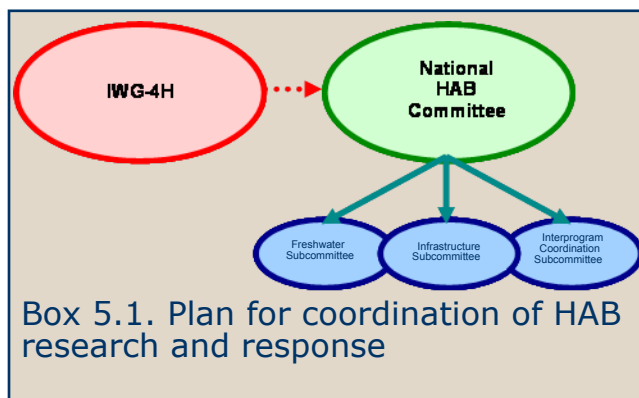 IWG-4H
National
HAB
Committee
Freshwater
Subcommittee
Infrastructure
Subcommittee
Interprogram
Coordination
Subcommittee
Box 5.1. Plan for coordination of HAB
research and response